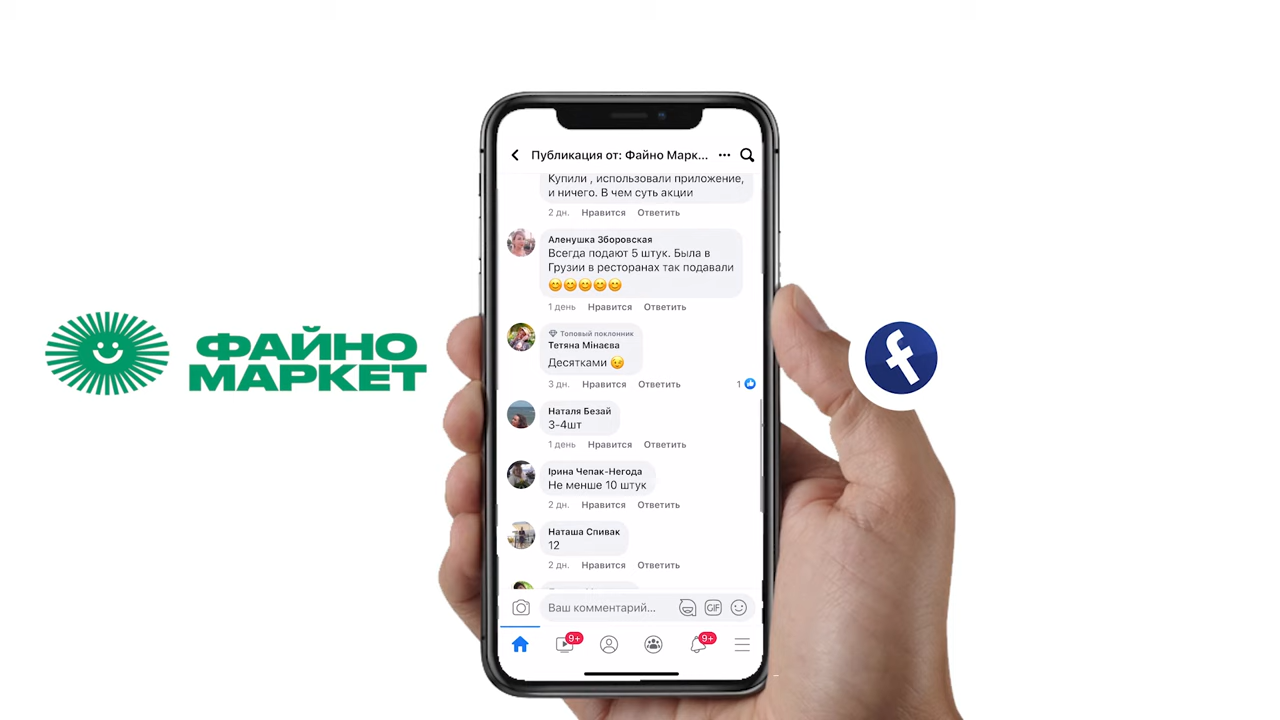 Публикация от: Файно Марк...
Купили , использовали приложение,
и ничего. В чем суть акции
2 дн. Нравится Ответить
Аленушка Зборовская
Всегда подают 5 штук. Была в
Грузии в ресторанах так подавали
😊😊😊😊😊
1 день Нравится Ответить
Топовый поклонник
Тетяна Мінаєва
Десятками 😉
3 дн. Нравится Ответить 1
Наталя Безай
3-4шт
1 день Нравится Ответить
Ірина Чепак-Негода
Не менше 10 штук
2 дн. Нравится Ответить
Наташа Спивак
12
2 дн. Нравится Ответить
Ваш комментарий... GIF
9+ 9+
ФАЙНО
МАРКЕТ
f